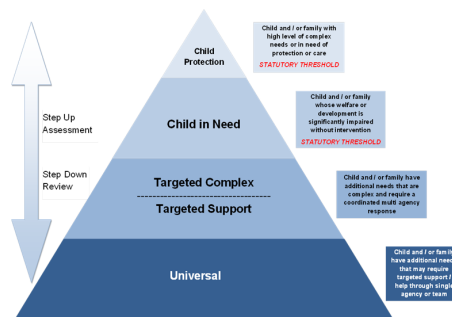 Child
Protection
Child and / or family with
high level of complex
needs or in need of
protection or care
STATUTORY THRESHOLD
Step Up
Assessment
Child in Need
Child and / or family
whose welfare or
development is
significantly impaired
without intervention
STATUTORY THRESHOLD
Step Down
Review
Targeted Complex
Targeted Support
Child and / or family have
additional needs that are
complex and require a
coordinated multi agency
response
Universal
Child and / or family
have additional need
that may require
targeted support /
help through single
agency or team